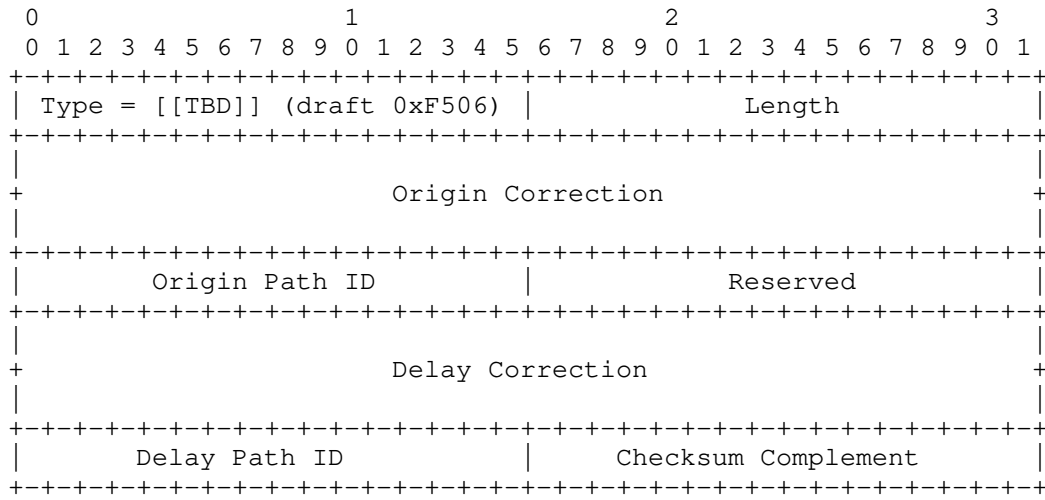 0                   1                   2                   3
 0 1 2 3 4 5 6 7 8 9 0 1 2 3 4 5 6 7 8 9 0 1 2 3 4 5 6 7 8 9 0 1
+-+-+-+-+-+-+-+-+-+-+-+-+-+-+-+-+-+-+-+-+-+-+-+-+-+-+-+-+-+-+-+-+
| Type = [[TBD]] (draft 0xF506) |             Length            |
+-+-+-+-+-+-+-+-+-+-+-+-+-+-+-+-+-+-+-+-+-+-+-+-+-+-+-+-+-+-+-+-+
|                                                               |
+                       Origin Correction                       +
|                                                               |
+-+-+-+-+-+-+-+-+-+-+-+-+-+-+-+-+-+-+-+-+-+-+-+-+-+-+-+-+-+-+-+-+
|        Origin Path ID         |            Reserved           |
+-+-+-+-+-+-+-+-+-+-+-+-+-+-+-+-+-+-+-+-+-+-+-+-+-+-+-+-+-+-+-+-+
|                                                               |
+                       Delay Correction                        +
|                                                               |
+-+-+-+-+-+-+-+-+-+-+-+-+-+-+-+-+-+-+-+-+-+-+-+-+-+-+-+-+-+-+-+-+
|       Delay Path ID           |     Checksum Complement       |
+-+-+-+-+-+-+-+-+-+-+-+-+-+-+-+-+-+-+-+-+-+-+-+-+-+-+-+-+-+-+-+-+